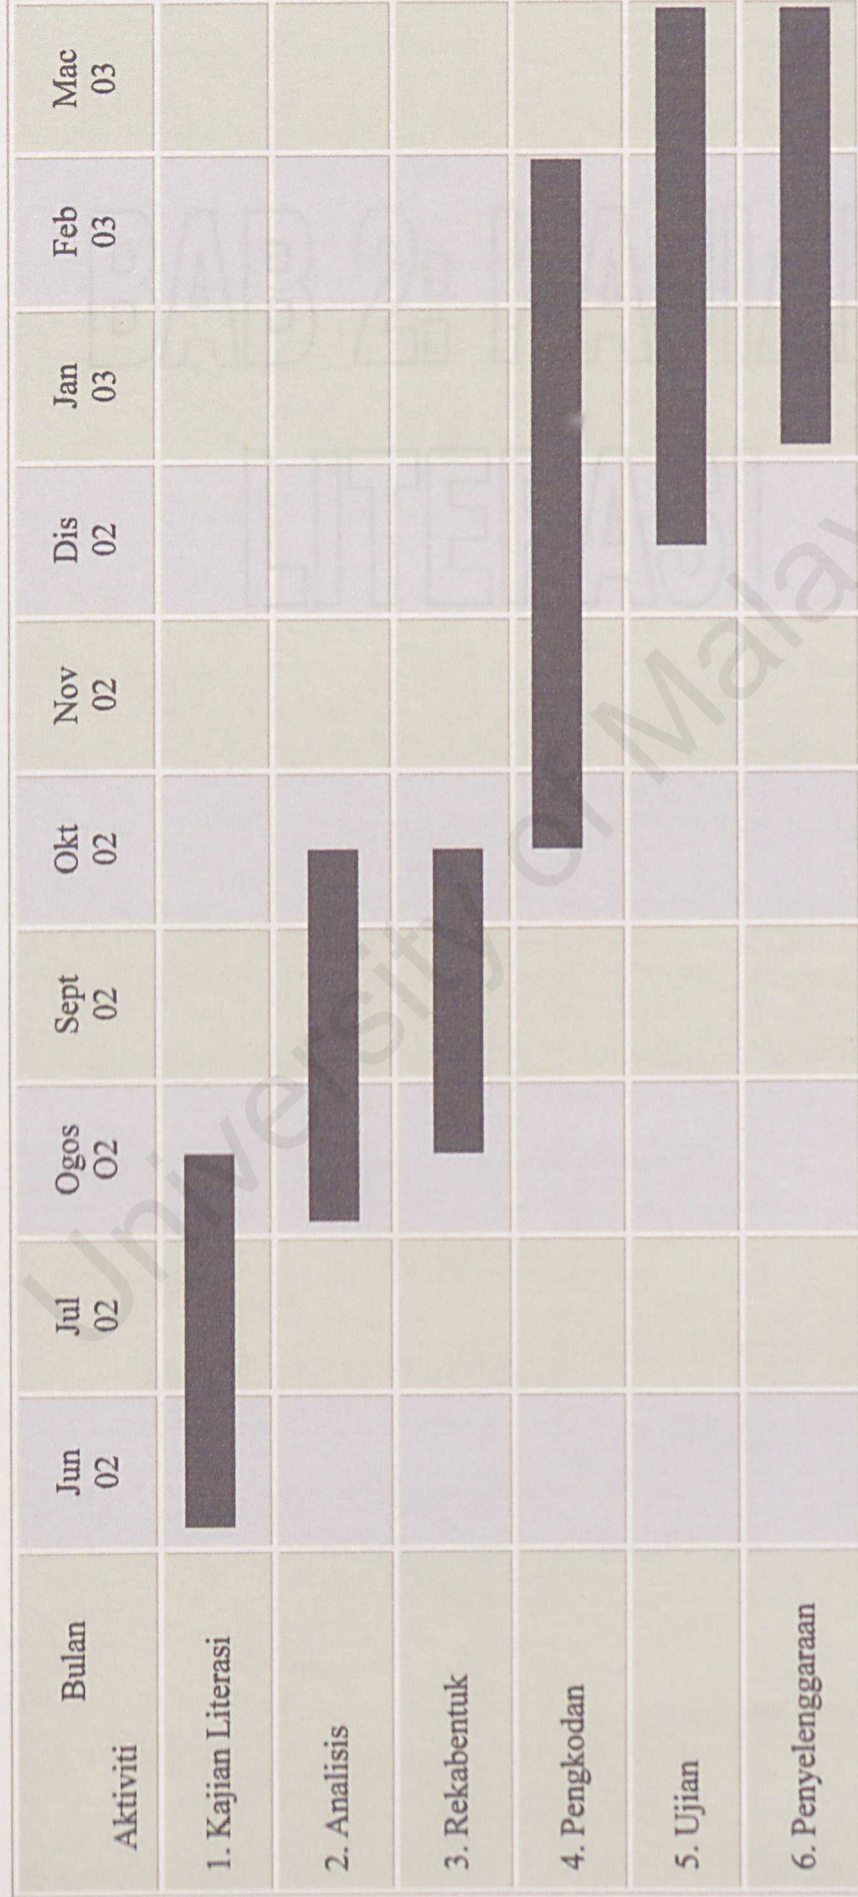 Bulan
Aktiviti
Jun
02
Jul
02
Ogos
O2
Sept
02
Okt
02
Nov
02
Dis
02
Jan
03
Feb
03
Mac
03
1. Kajian Literasi
2. Analisis
3. Rekabentuk
4. Pengkodan
5. Ujian
6. Penyelenggaraan
University of Malay